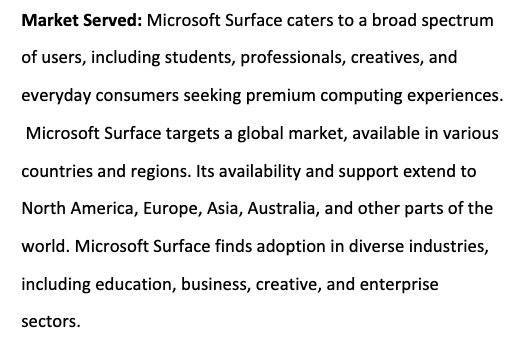 Market Served: Microsoft Surface caters to a broad spectrum
of users, including students, professionals, creatives, and
everyday consumers seeking premium computing experiences.
Microsoft Surface targets a global market, available in various
countries and regions. Its availability and support extend to
North America, Europe, Asia, Australia, and other parts of the
world. Microsoft Surface finds adoption in diverse industries,
including education, business, creative, and enterprise
sectors.